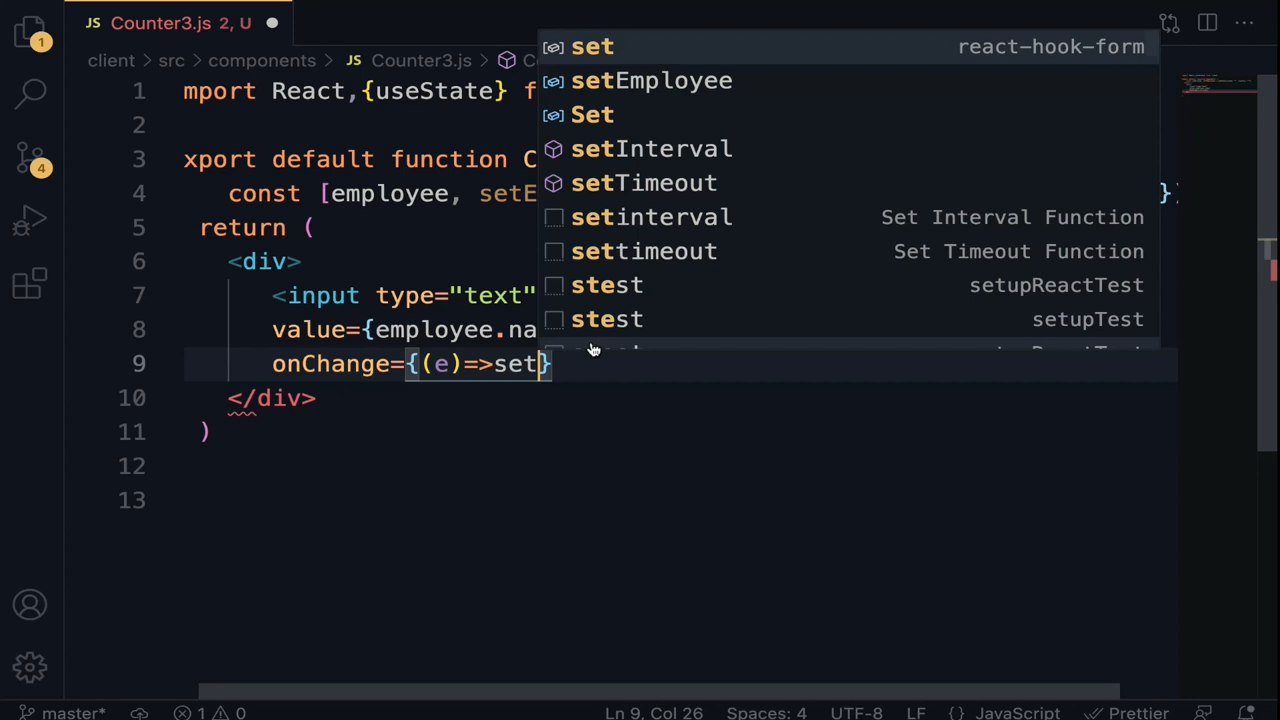 1
4
JS Counter3.js 2, U
client src components JS Counter3.js
1 mport React,{useState} f
2
3 xport default function C
4 const [employee, setE })
5 return (
6 <div>
7 <input type="text"
8 value={employee.na
9 onChange={(e)=>set}
10 </div>
11 )
12
13
set react-hook-form
setEmployee
Set
setInterval
setTimeout
setinterval Set Interval Function
settimeout Set Timeout Function
stest setupReactTest
stest setupTest
master* 1 0 Ln 9, Col 26 Spaces: 4 UTF-8 LF {} JavaScript Prettier